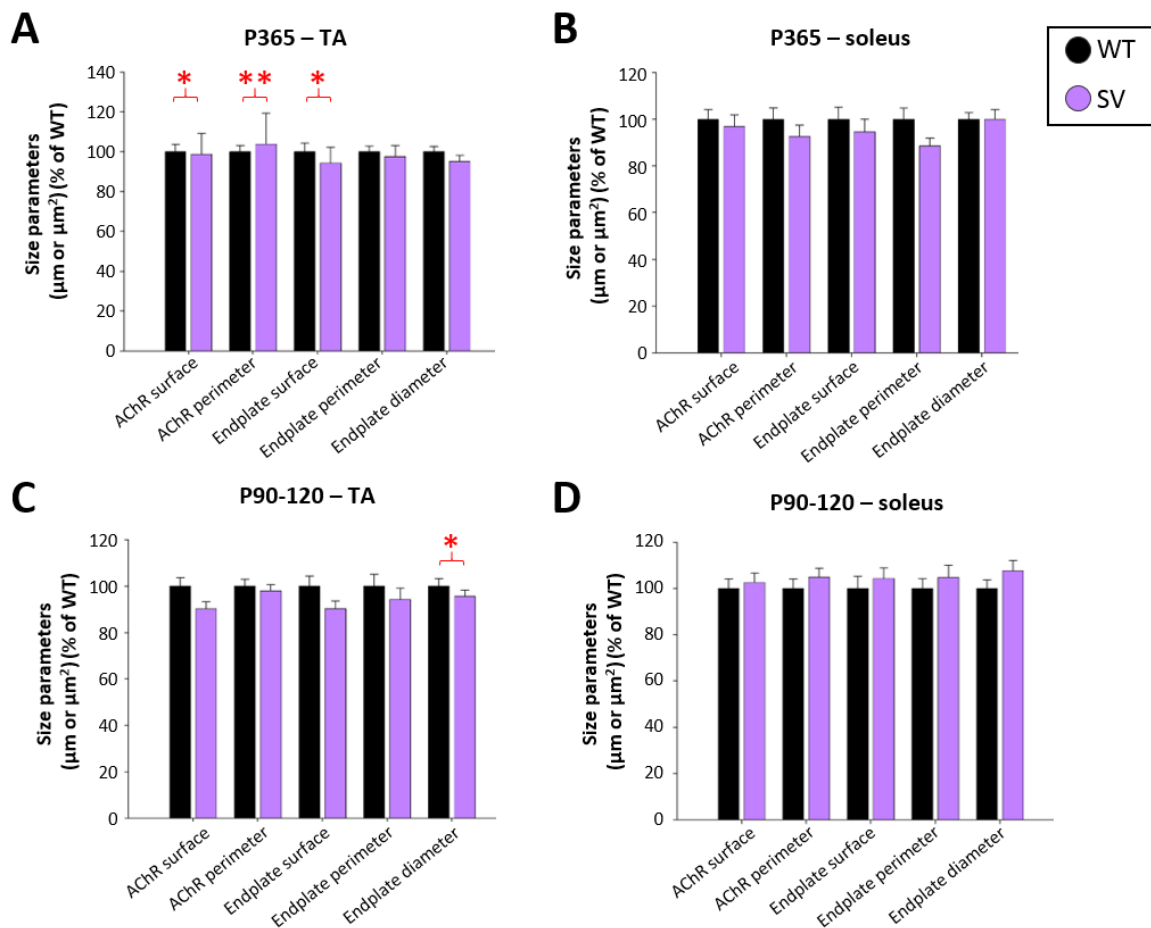 A
P365 – TA
* ** *
Size parameters
(µm or µm²) (% of WT)
140
120
100
80
60
40
20
0
AChR surface
AChR perimeter
Endplate surface
Endplate perimeter
Endplate diameter
B
P365 – soleus
Size parameters
(µm or µm²) (% of WT)
120
100
80
60
40
20
0
AChR surface
AChR perimeter
Endplate surface
Endplate perimeter
Endplate diameter
WT
SV
C
P90-120 – TA
*
Size parameters
(µm or µm²) (% of WT)
120
100
80
60
40
20
0
AChR surface
AChR perimeter
Endplate surface
Endplate perimeter
Endplate diameter
D
P90-120 – soleus
Size parameters
(µm or µm²) (% of WT)
120
100
80
60
40
20
0
AChR surface
AChR perimeter
Endplate surface
Endplate perimeter
Endplate diameter